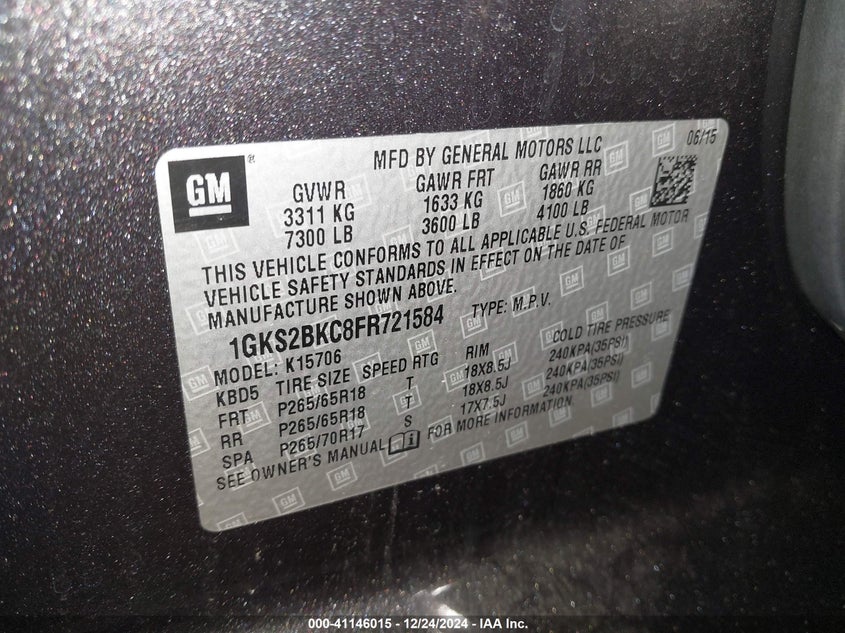 MFD BY GENERAL MOTORS LLC 06/15
GM®
GVWR GAWR FRT GAWR RR
3311 KG 1633 KG 1860 KG
7300 LB 3600 LB 4100 LB
THIS VEHICLE CONFORMS TO ALL APPLICABLE U.S. FEDERAL MOTOR
VEHICLE SAFETY STANDARDS IN EFFECT ON THE DATE OF
MANUFACTURE SHOWN ABOVE.
1GKS2BKC8FR721584 TYPE: M.P.V.
MODEL: K15706
KBD5 TIRE SIZE SPEED RTG RIM COLD TIRE PRESSURE
FRT P265/65R18 T 18X8.5J 240KPA(35PSI)
RR P265/65R18 T 18X8.5J 240KPA(35PSI)
SPA P265/70R17 S 17X7.5J 240KPA(35PSI)
SEE OWNER'S MANUAL i FOR MORE INFORMATION
000-41146015 - 12/24/2024 - IAA Inc.